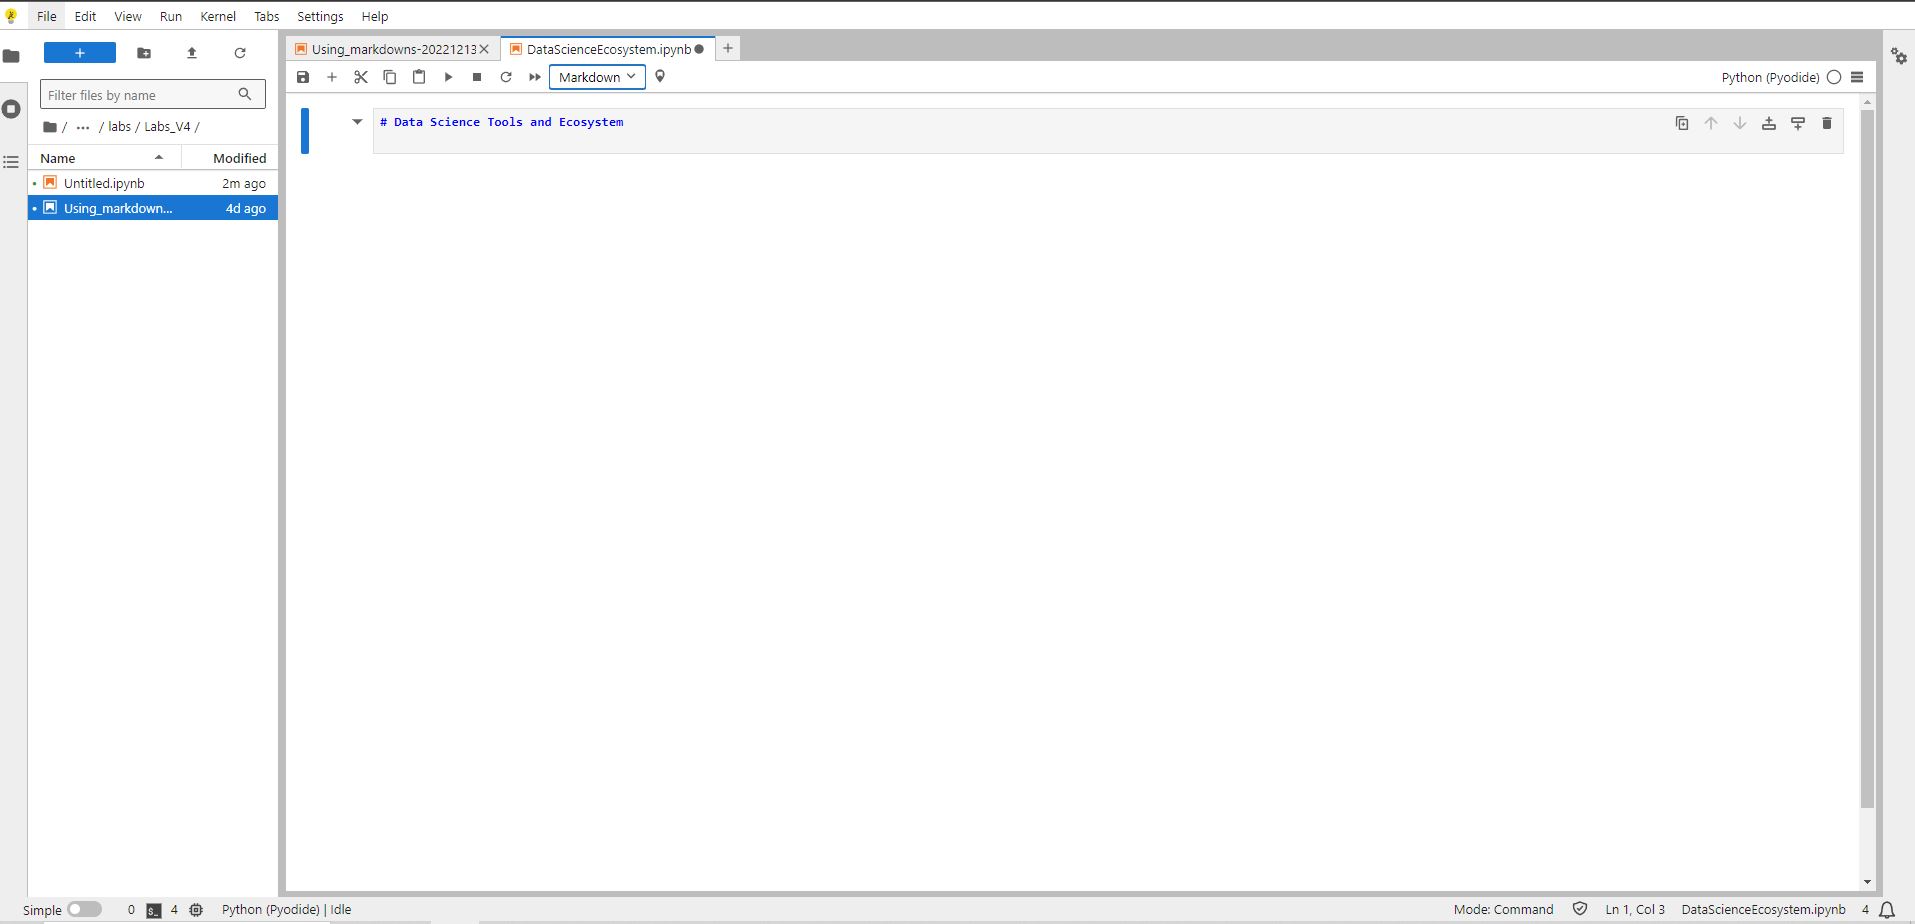 File Edit View Run Kernel Tabs Settings Help
Using_markdowns-20221213
DataScienceEcosystem.ipynb
Markdown
Python (Pyodide)
Filter files by name
/ ... / labs / Labs_V4 /
Name Modified
Untitled.ipynb 2m ago
Using_markdown... 4d ago
# Data Science Tools and Ecosystem
Simple 0 $_ 4 Python (Pyodide) | Idle
Mode: Command Ln 1, Col 3 DataScienceEcosystem.ipynb 4